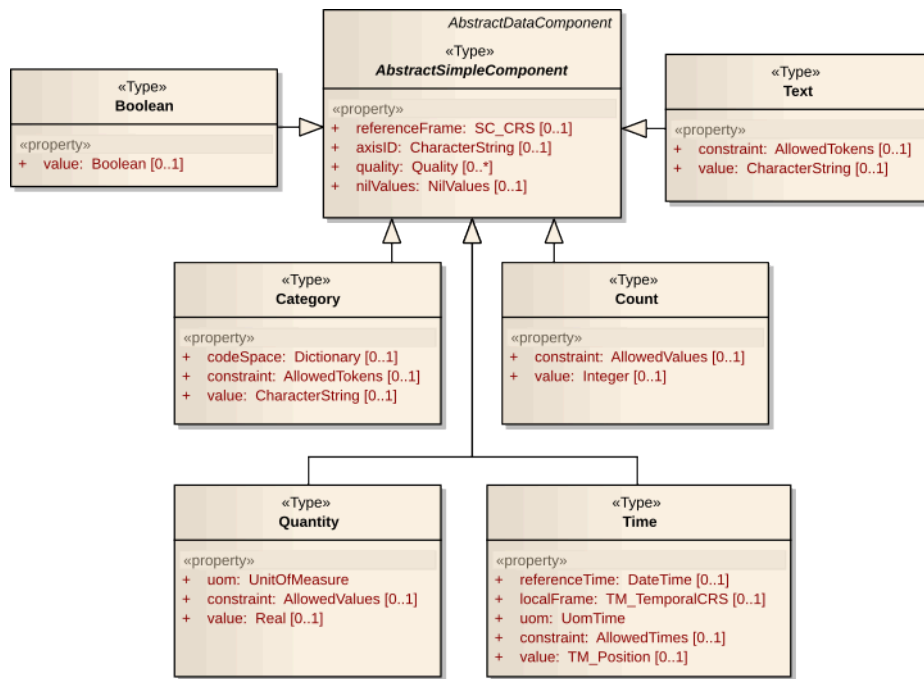 AbstractDataComponent
«Type»
AbstractSimpleComponent
«property»
+ referenceFrame: SC_CRS [0..1]
+ axisID: CharacterString [0..1]
+ quality: Quality [0..*]
+ nilValues: NilValues [0..1]
«Type»
Boolean
«property»
+ value: Boolean [0..1]
«Type»
Text
«property»
+ constraint: AllowedTokens [0..1]
+ value: CharacterString [0..1]
«Type»
Category
«property»
+ codeSpace: Dictionary [0..1]
+ constraint: AllowedTokens [0..1]
+ value: CharacterString [0..1]
«Type»
Count
«property»
+ constraint: AllowedValues [0..1]
+ value: Integer [0..1]
«Type»
Quantity
«property»
+ uom: UnitOfMeasure
+ constraint: AllowedValues [0..1]
+ value: Real [0..1]
«Type»
Time
«property»
+ referenceTime: DateTime [0..1]
+ localFrame: TM_TemporalCRS [0..1]
+ uom: UomTime
+ constraint: AllowedTimes [0..1]
+ value: TM_Position [0..1]